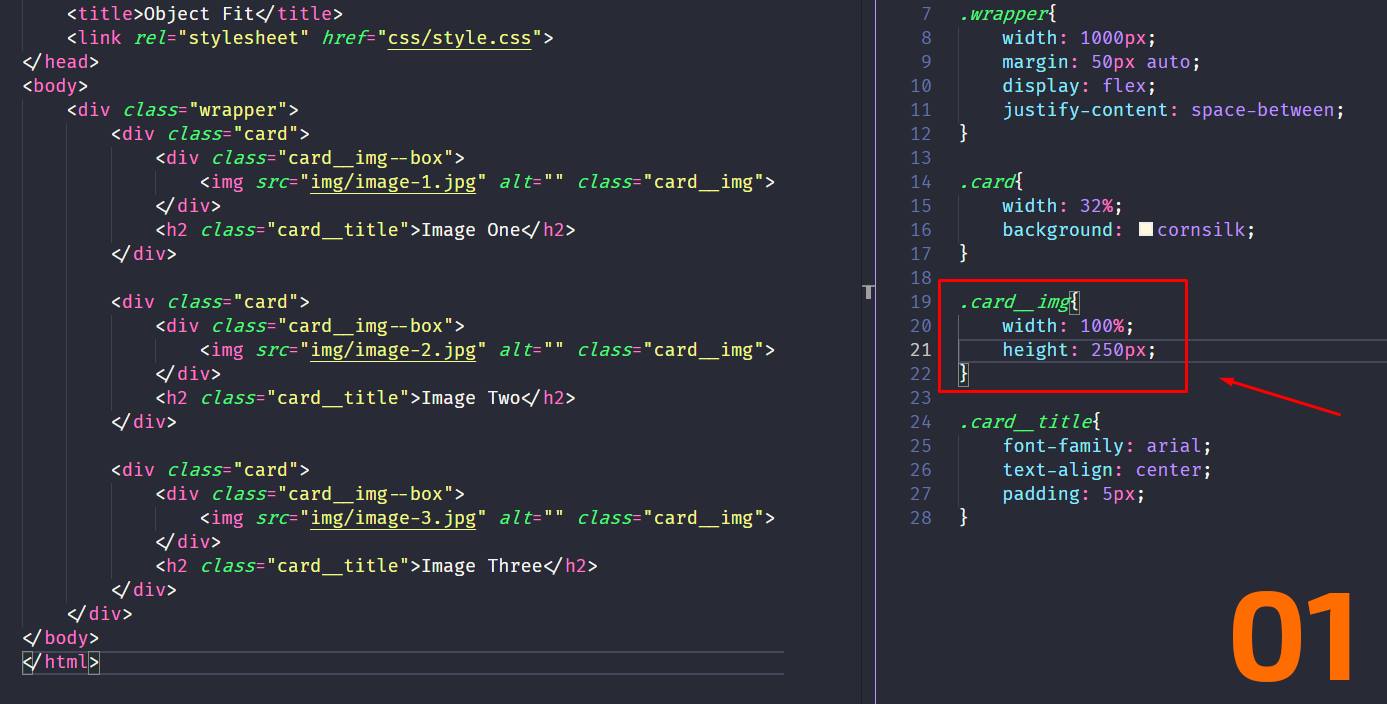 <title>Object Fit</title>
    <link rel="stylesheet" href="css/style.css">
</head>
<body>
    <div class="wrapper">
        <div class="card">
            <div class="card__img--box">
                <img src="img/image-1.jpg" alt="" class="card__img">
            </div>
            <h2 class="card__title">Image One</h2>
        </div>

        <div class="card">
            <div class="card__img--box">
                <img src="img/image-2.jpg" alt="" class="card__img">
            </div>
            <h2 class="card__title">Image Two</h2>
        </div>

        <div class="card">
            <div class="card__img--box">
                <img src="img/image-3.jpg" alt="" class="card__img">
            </div>
            <h2 class="card__title">Image Three</h2>
        </div>
    </div>
</body>
</html>
7 .wrapper{
8     width: 1000px;
9     margin: 50px auto;
10     display: flex;
11     justify-content: space-between;
12 }
13
14 .card{
15     width: 32%;
16     background: cornsilk;
17 }
18
19 .card__img{
20     width: 100%;
21     height: 250px;
22 }
23
24 .card__title{
25     font-family: arial;
26     text-align: center;
27     padding: 5px;
28 }
01